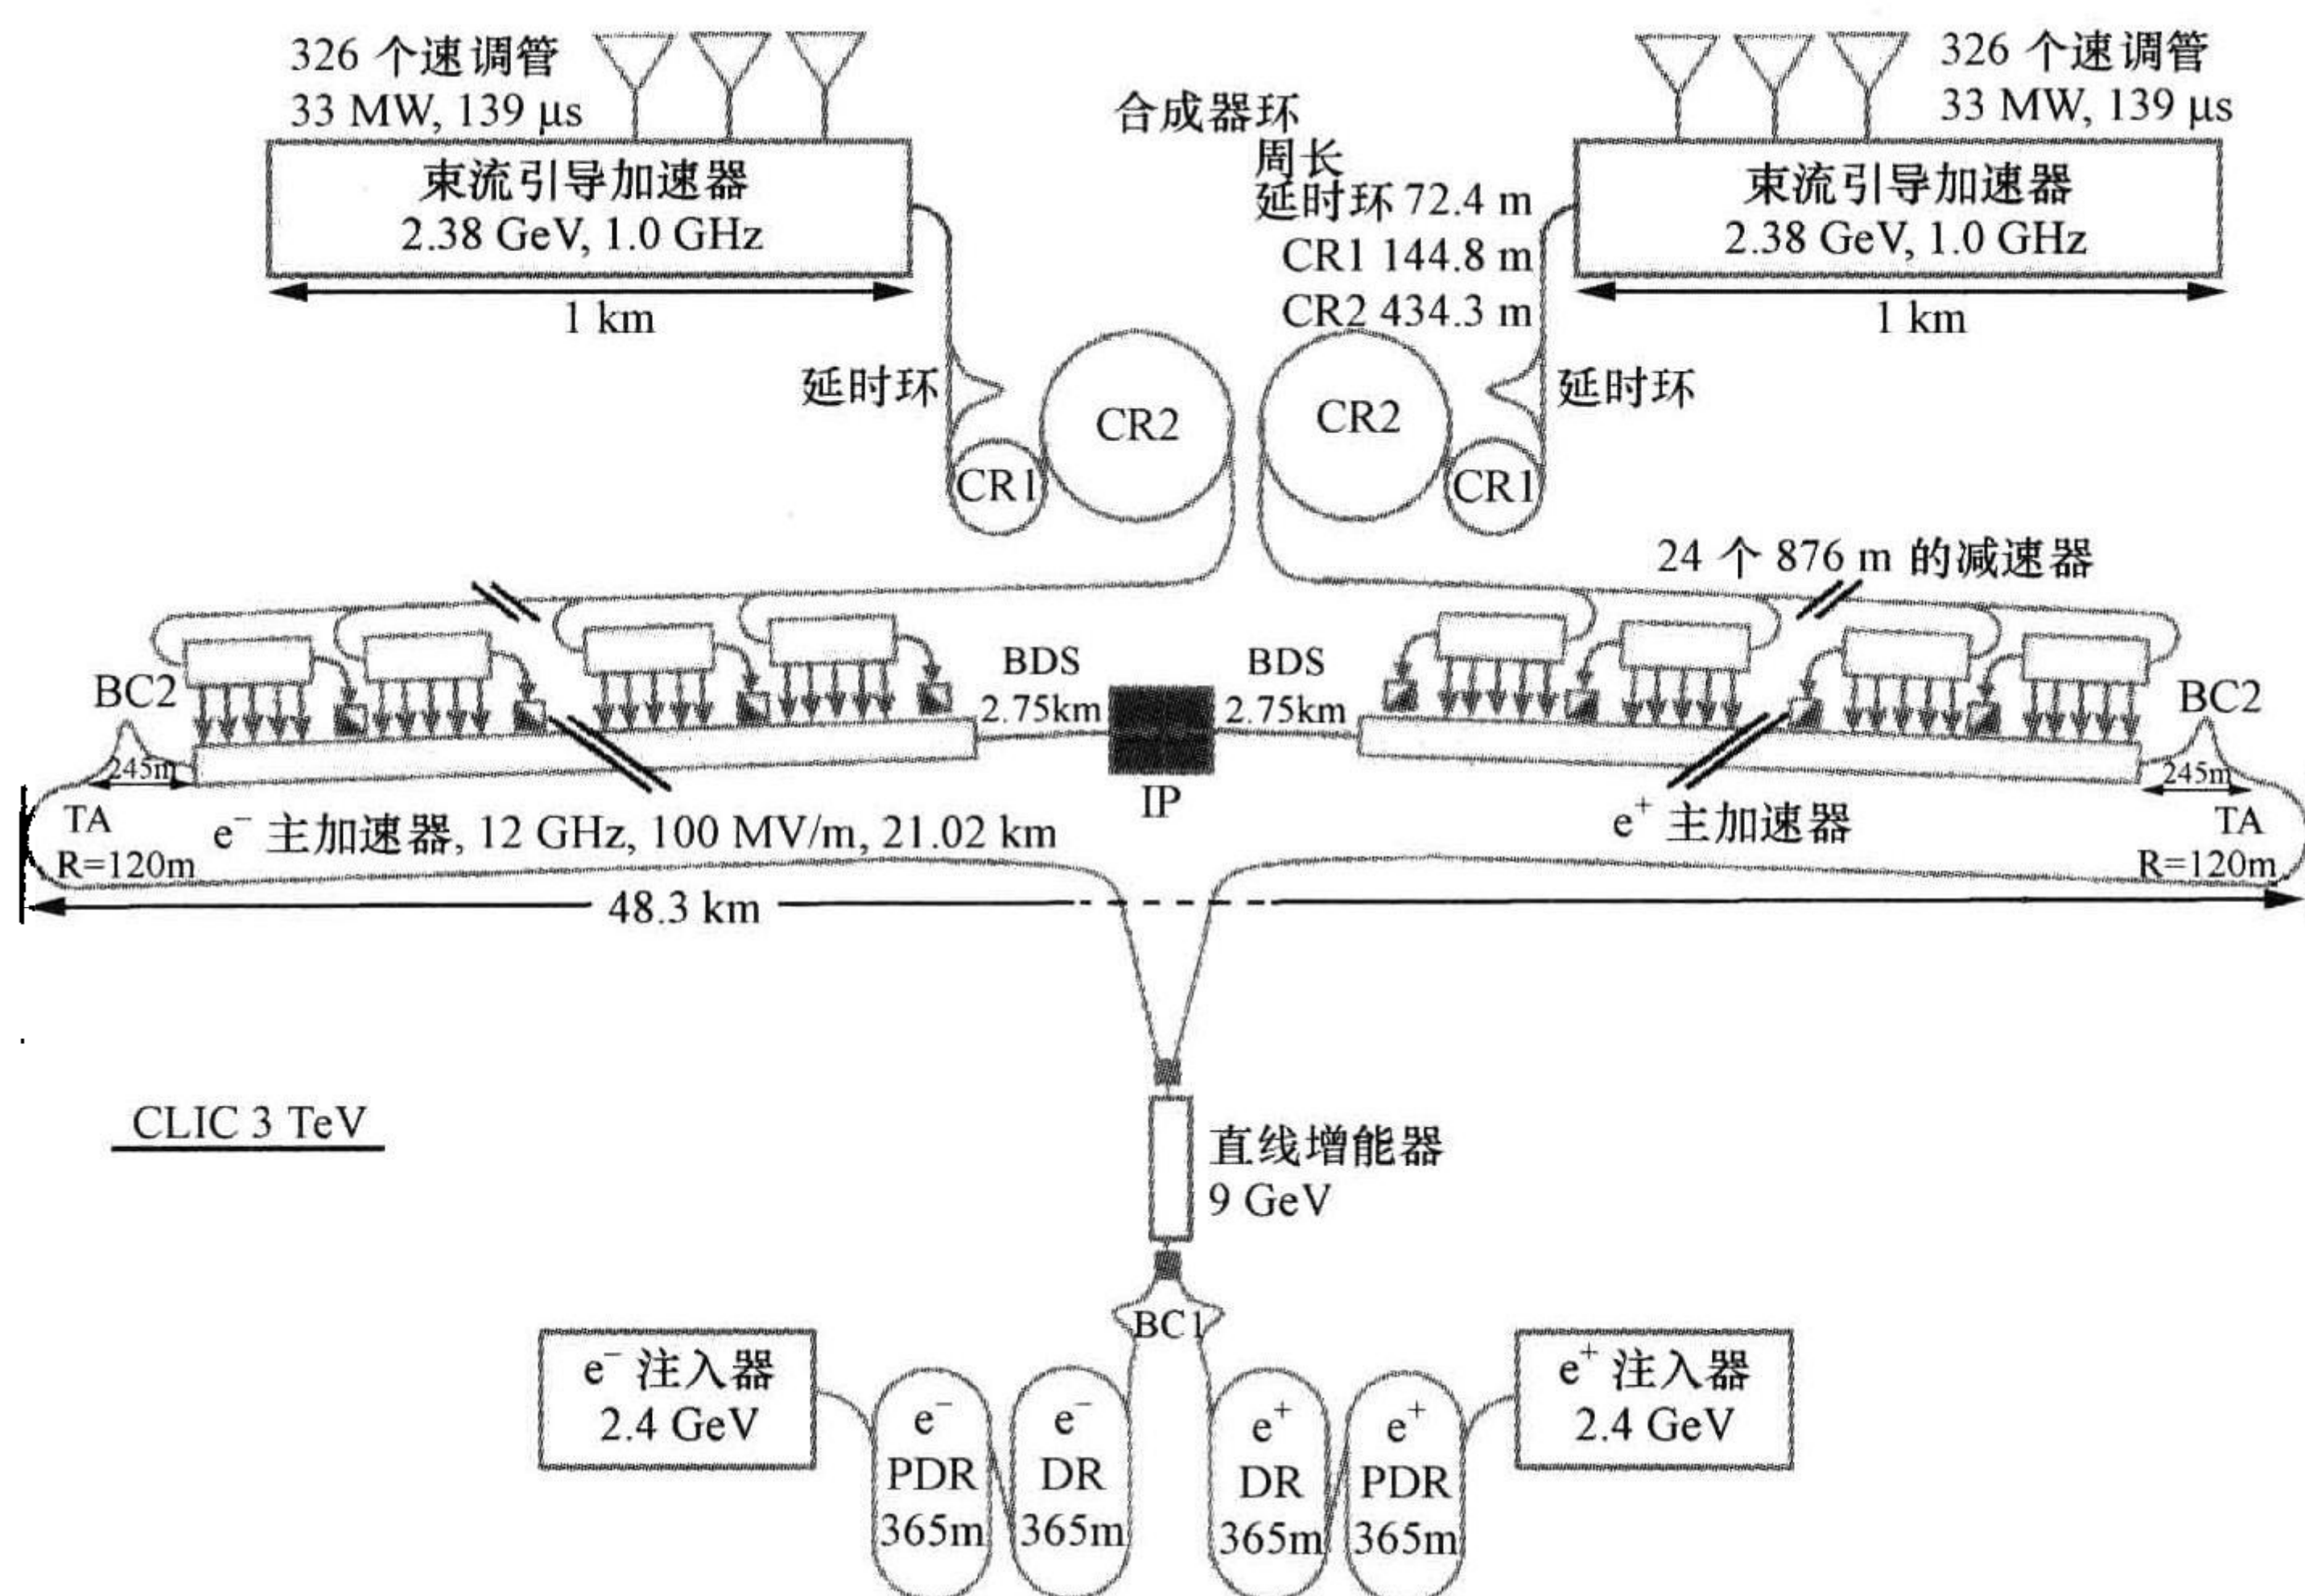 326 个速调管
33 MW, 139 μs
束流引导加速器
2.38 GeV, 1.0 GHz
1 km
合成器环
周长
延时环 72.4 m
CR1 144.8 m
CR2 434.3 m
326 个速调管
33 MW, 139 μs
束流引导加速器
2.38 GeV, 1.0 GHz
1 km
延时环
CR2
CR1
CR2
CR1
延时环
24 个 876 m 的减速器
BC2
245m
BDS
2.75km
IP
BDS
2.75km
BC2
245m
TA
R=120m
e⁻ 主加速器, 12 GHz, 100 MV/m, 21.02 km
e⁺ 主加速器
TA
R=120m
48.3 km
CLIC 3 TeV
直线增能器
9 GeV
BC1
e⁻ 注入器
2.4 GeV
e⁻
PDR
365m
e⁻
DR
365m
e⁺
DR
365m
e⁺
PDR
365m
e⁺ 注入器
2.4 GeV